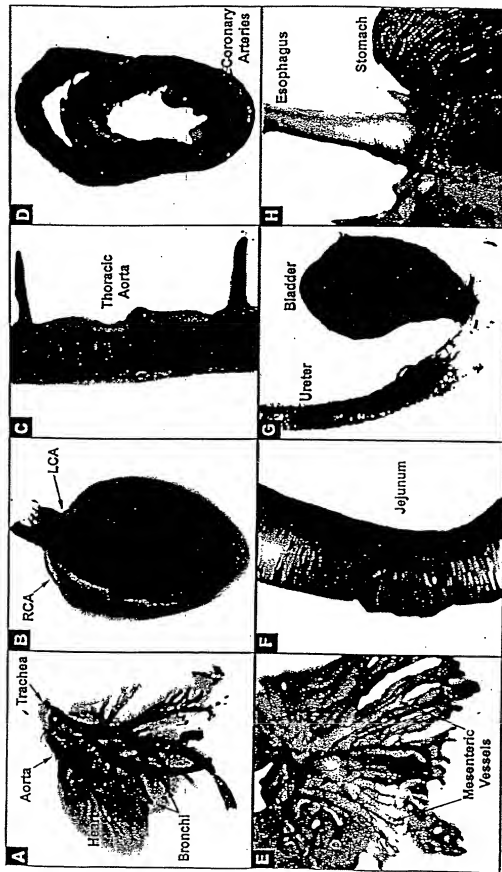 A
Aorta
Trachea
Heart
Bronchi
B
RCA
LCA
C
Thoracic
Aorta
D
Coronary
Arteries
E
Mesenteric
Vessels
F
Jejunum
G
Ureter
Bladder
H
Esophagus
Stomach